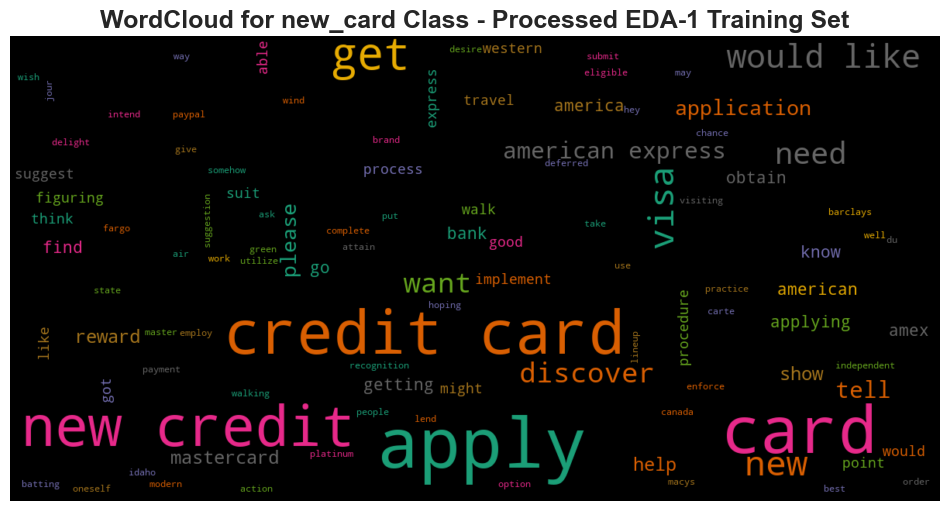 WordCloud for new_card Class - Processed EDA-1 Training Set
get
would like
able
way
desire
western
submit
eligible
may
wish
jour
express
travel
america
hey
application
wind
intend
paypal
delight
brand
chance
give
american express
need
deferred
process
somehow
suggest
suit
visa
obtain
visiting
figuring
think
fargo
suggestion
ask
please
put
walk
take
barclays
find
complete
bank
good
well
du
air
work
green
utilize
attain
go
know
use
want
implement
state
hoping
practice
american
procedure
carte
like
reward
master
employ
credit card
lineup
applying
amex
payment
recognition
independent
discover
got
walking
getting
might
enforce
show
tell
new credit
people
lend
apply
canada
card
mastercard
platinum
help
new
point
would
idaho
batting
oneself
modern
action
option
macys
best
order